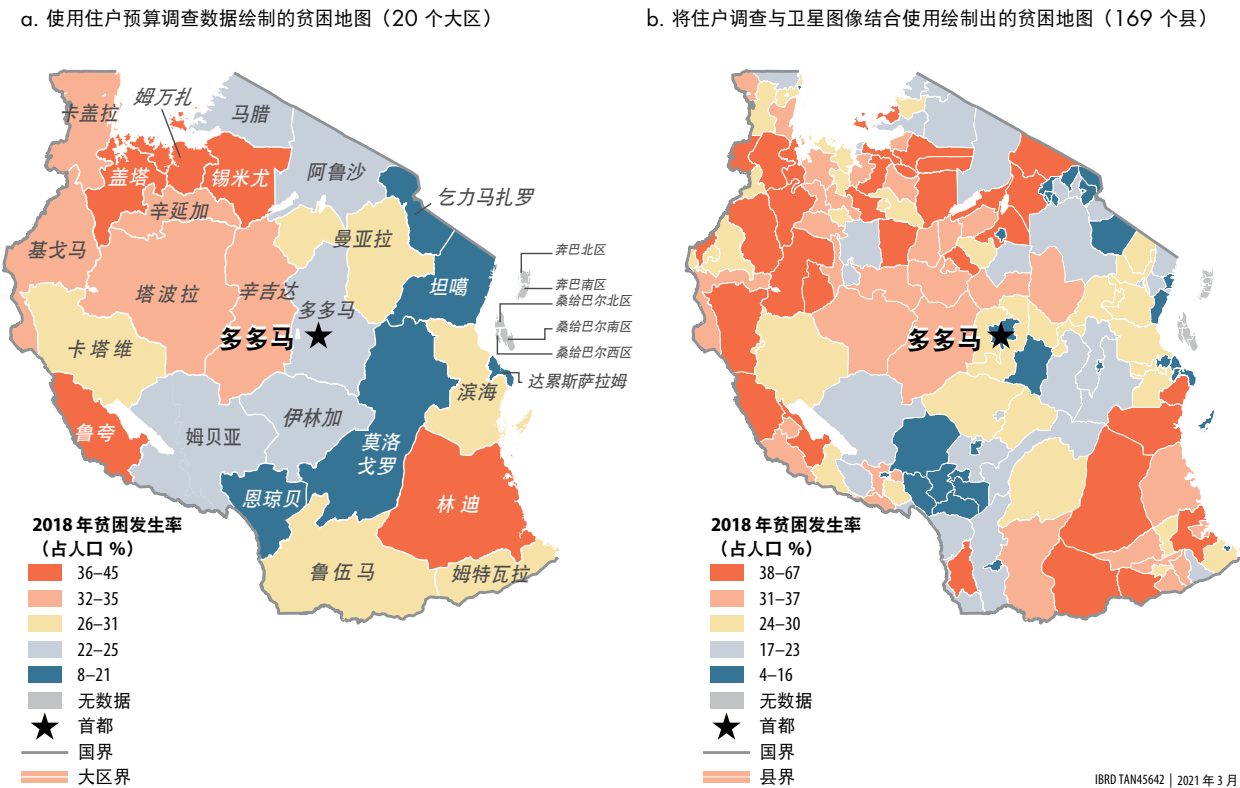 a. 使用住户预算调查数据绘制的贫困地图（20 个大区）
卡盖拉
姆万扎
马腊
盖塔
锡米尤
阿鲁沙
乞力马扎罗
辛延加
基戈马
曼亚拉
奔巴北区
塔波拉
辛吉达
坦噶
奔巴南区
多多马
桑给巴尔北区
多多马
桑给巴尔南区
卡塔维
桑给巴尔西区
达累斯萨拉姆
滨海
鲁夸
姆贝亚
伊林加
莫洛
戈罗
恩琼贝
林迪
鲁伍马
姆特瓦拉
2018 年贫困发生率
（占人口 %）
36–45
32–35
26–31
22–25
8–21
无数据
首都
国界
大区界
b. 将住户调查与卫星图像结合使用绘制出的贫困地图（169 个县）
多多马
2018 年贫困发生率
（占人口 %）
38–67
31–37
24–30
17–23
4–16
无数据
首都
国界
县界
IBRD TAN45642 | 2021 年 3 月